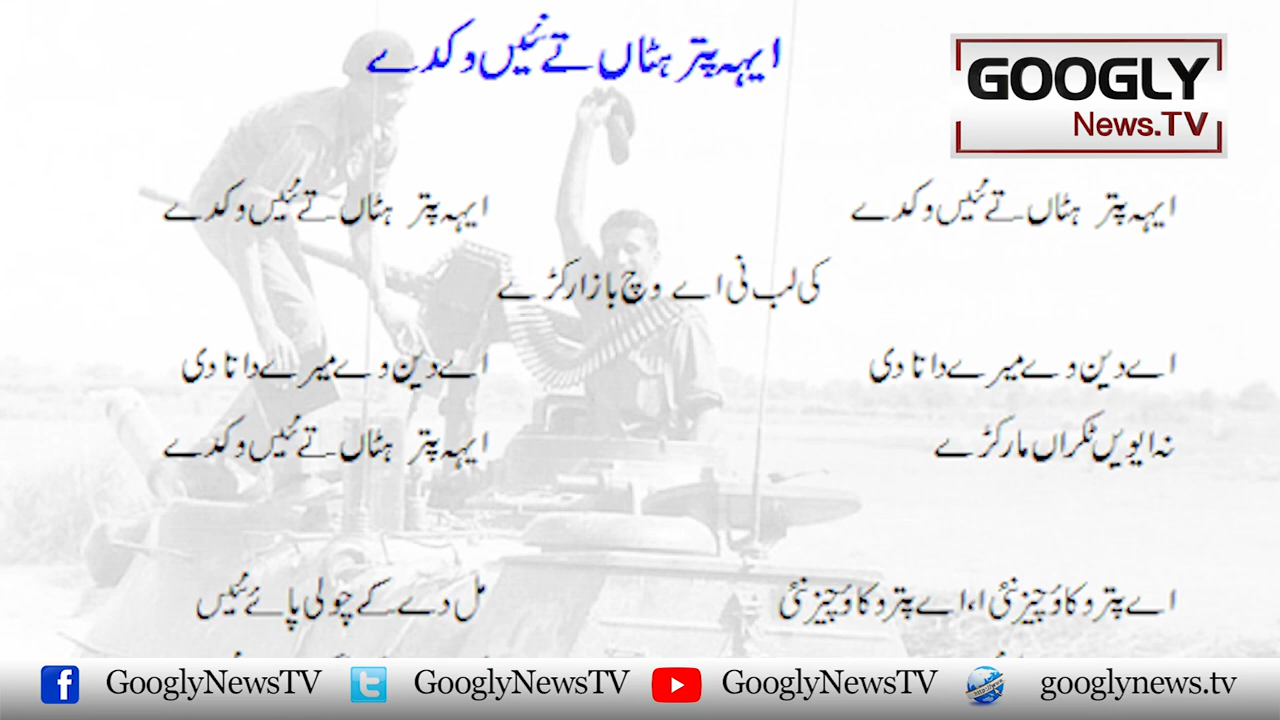 ایہہ پتر ہٹاں تے نئیں وکدے
GOOGLY
News.TV
ایہہ پتر ہٹاں تے نئیں وکدے ایہہ پتر ہٹاں تے نئیں وکدے
کی لب نی اے وچ بازار کڑے
اے دین وے میرے داتا دی اے دین وے میرے داتا دی
نہ ایویں ٹکراں مار کڑے ایہہ پتر ہٹاں تے نئیں وکدے
اے پتر وکاؤ چیز نئی ا،اے پتر وکاؤ چیز نئی مل دے کے چولی پائے نئیں
GooglyNewsTV GooglyNewsTV GooglyNewsTV googlynews.tv